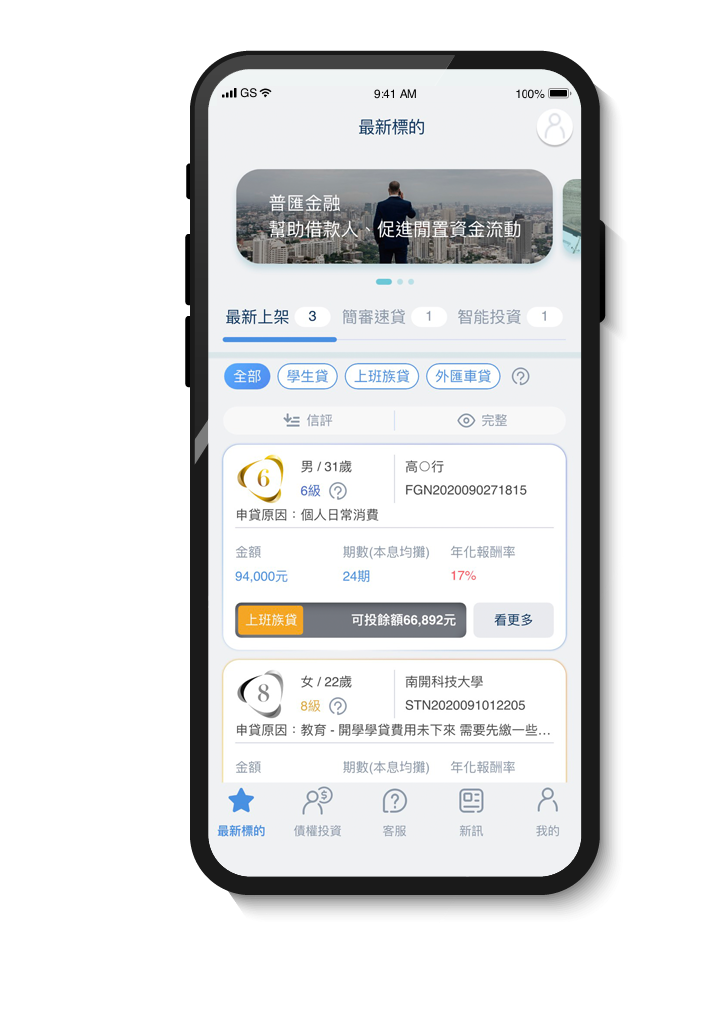 GS 9:41 AM 100%
最新標的
普匯金融
幫助借款人、促進閒置資金流動
最新上架 3 簡審速貸 1 智能投資 1
全部 學生貸 上班族貸 外匯車貸
信評 完整
6 男 / 31歲 高○行
6級 FGN2020090271815
申貸原因：個人日常消費
金額 期數(本息均攤) 年化報酬率
94,000元 24期 17%
上班族貸 可投餘額66,892元 看更多
8 女 / 22歲 南開科技大學
8級 STN2020091012205
申貸原因：教育 - 開學學貸費用未下來 需要先繳一些...
金額 期數(本息均攤) 年化報酬率
最新標的 債權投資 客服 新訊 我的